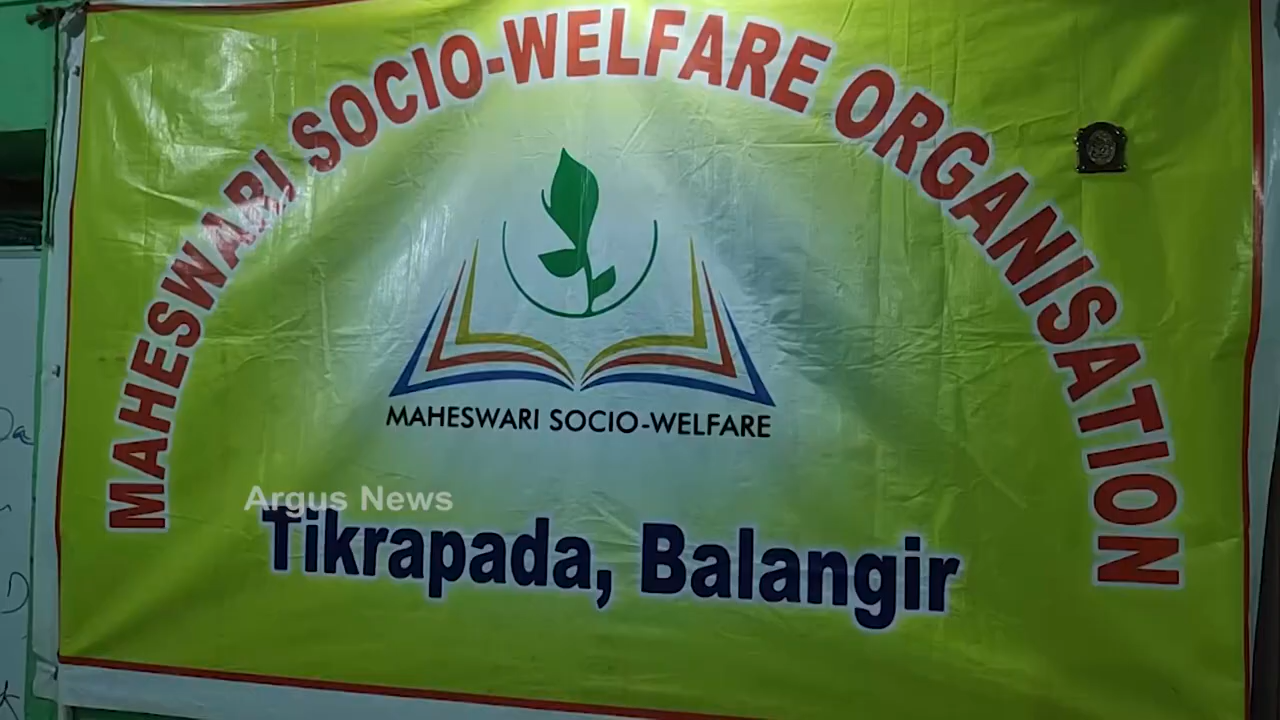 MAHESWARI SOCIO-WELFARE ORGANISATION
MAHESWARI SOCIO-WELFARE
Argus News
Tikrapada, Balangir